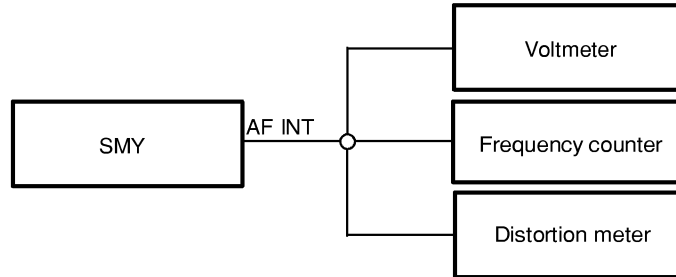 Voltmeter
AF INT
SMY
Frequency counter
Distortion meter